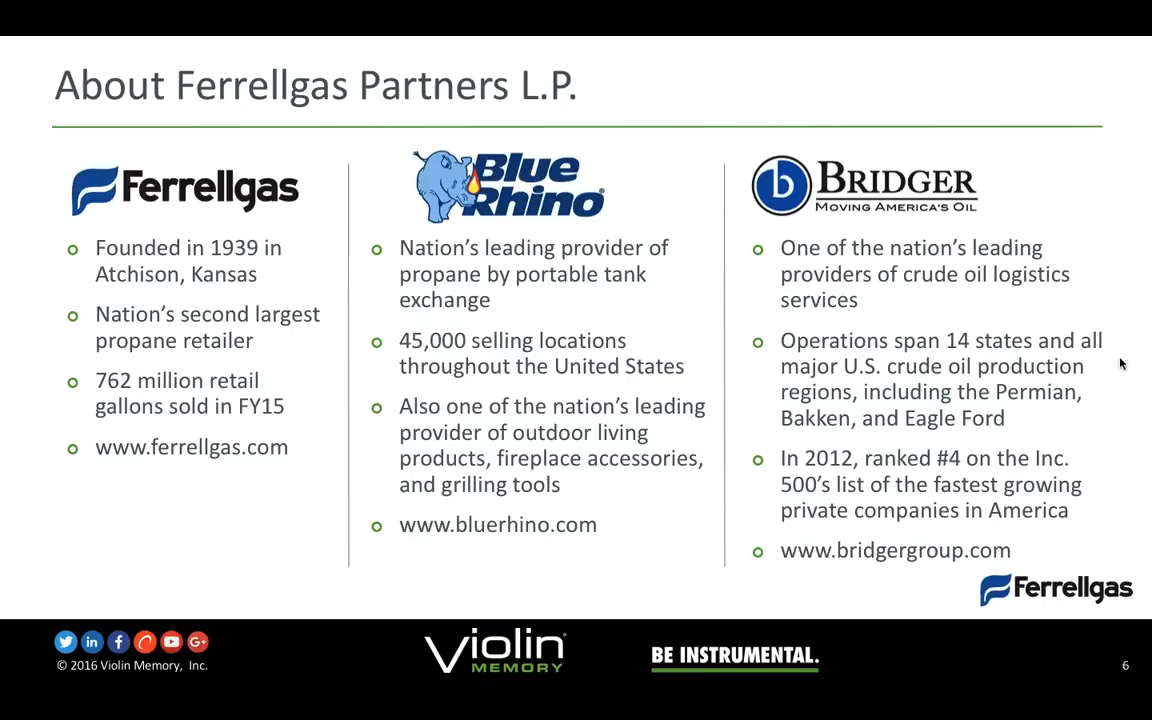 About Ferrellgas Partners L.P.
Ferrellgas
Founded in 1939 in
Atchison, Kansas
Nation's second largest
propane retailer
762 million retail
gallons sold in FY15
www.ferrellgas.com
Blue
Rhino®
Nation's leading provider of
propane by portable tank
exchange
45,000 selling locations
throughout the United States
Also one of the nation's leading
provider of outdoor living
products, fireplace accessories,
and grilling tools
www.bluerhino.com
b
BRIDGER
MOVING AMERICA'S OIL
One of the nation's leading
providers of crude oil logistics
services
Operations span 14 states and all
major U.S. crude oil production
regions, including the Permian,
Bakken, and Eagle Ford
In 2012, ranked #4 on the Inc.
500's list of the fastest growing
private companies in America
www.bridgergroup.com
Ferrellgas
© 2016 Violin Memory, Inc.
Violin®
MEMORY
BE INSTRUMENTAL.
6